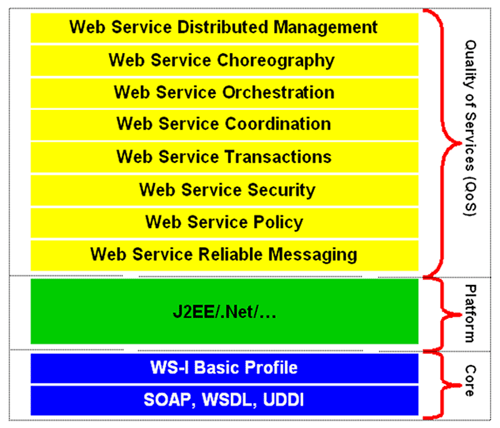 Web Service Distributed Management
Web Service Choreography
Web Service Orchestration
Web Service Coordination
Web Service Transactions
Web Service Security
Web Service Policy
Web Service Reliable Messaging
Quality of Services (QoS)
J2EE/.Net/…
Platform
WS-I Basic Profile
SOAP, WSDL, UDDI
Core